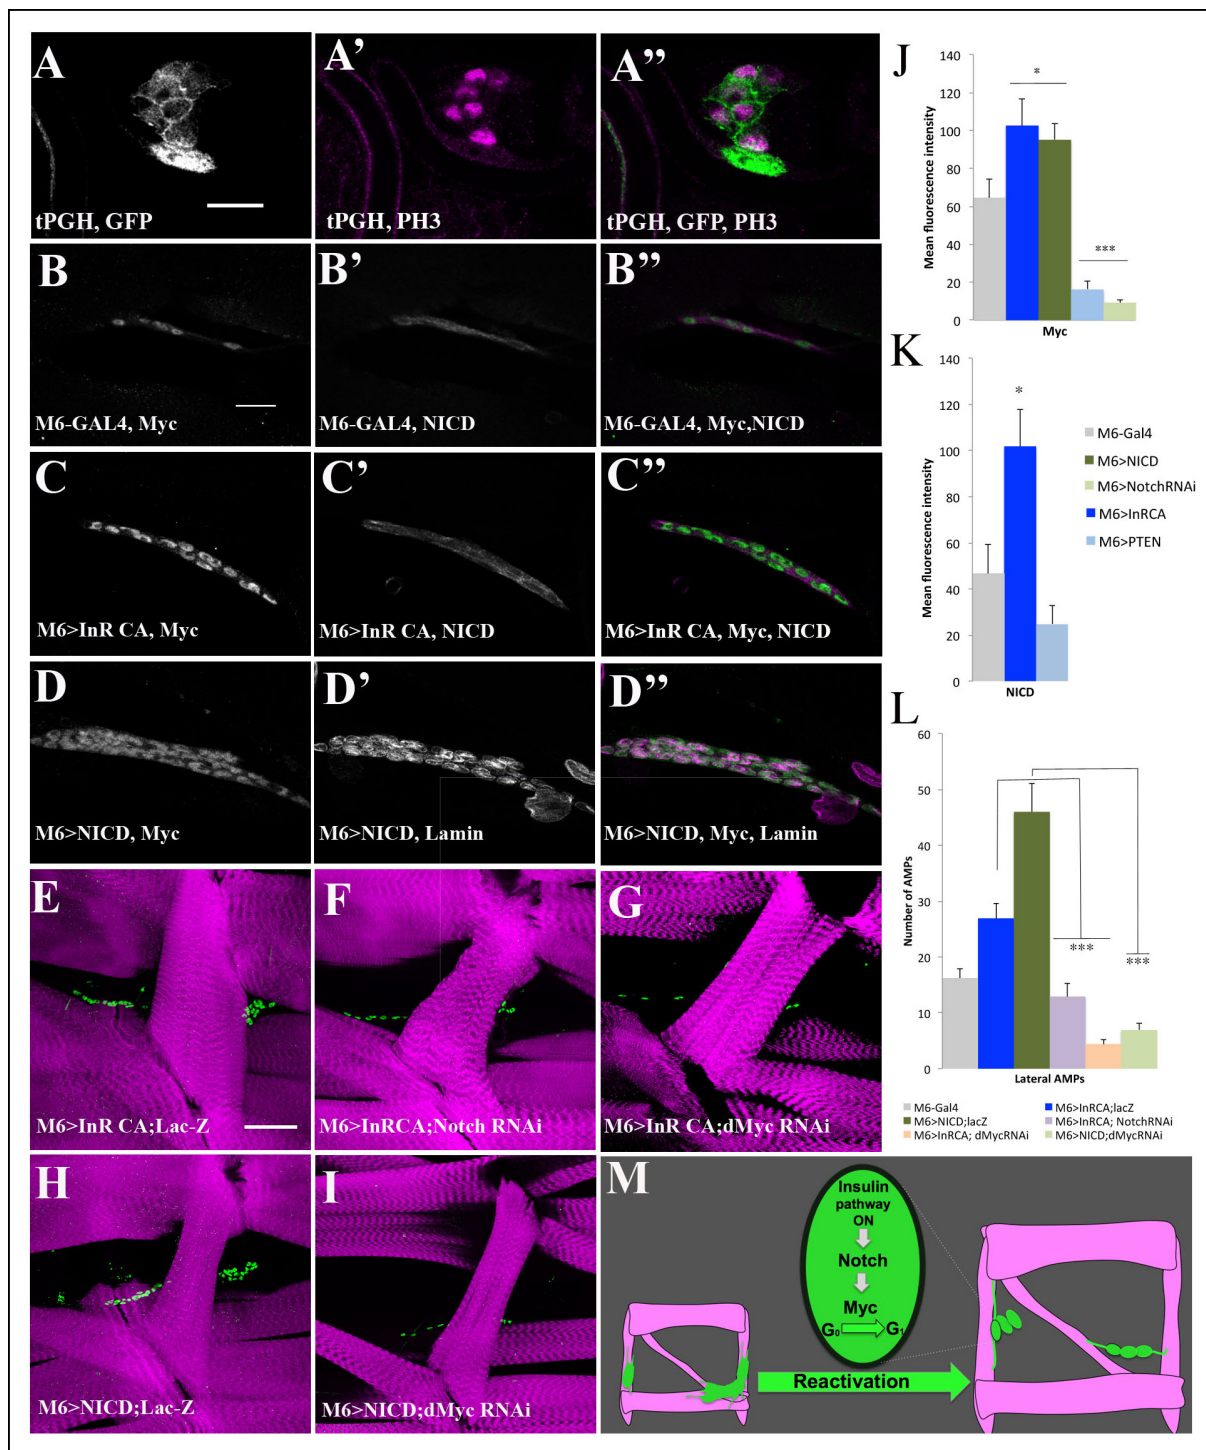 A
tPGH, GFP
A’
tPGH, PH3
A’’
tPGH, GFP, PH3
B
M6-GAL4, Myc
B’
M6-GAL4, NICD
B’’
M6-GAL4, Myc,NICD
C
M6>InR CA, Myc
C’
M6>InR CA, NICD
C’’
M6>InR CA, Myc, NICD
D
M6>NICD, Myc
D’
M6>NICD, Lamin
D’’
M6>NICD, Myc, Lamin
E
M6>InR CA;Lac-Z
F
M6>InRCA;Notch RNAi
G
M6>InR CA;dMyc RNAi
H
M6>NICD;Lac-Z
I
M6>NICD;dMyc RNAi
J
Mean fluorescence intensity
140
120
100
80
60
40
20
0
*
***
Myc
K
Mean fluorescence intensity
140
120
100
80
60
40
20
0
*
NICD
M6-Gal4
M6>NICD
M6>NotchRNAi
M6>InRCA
M6>PTEN
L
Number of AMPs
60
50
40
30
20
10
0
***
***
Lateral AMPs
M6-Gal4
M6>InRCA;lacZ
M6>NICD;lacZ
M6>InRCA; NotchRNAi
M6>InRCA; dMycRNAi
M6>NICD;dMycRNAi
M
Insulin
pathway
ON
Notch
Myc
G₀ G₁
Reactivation